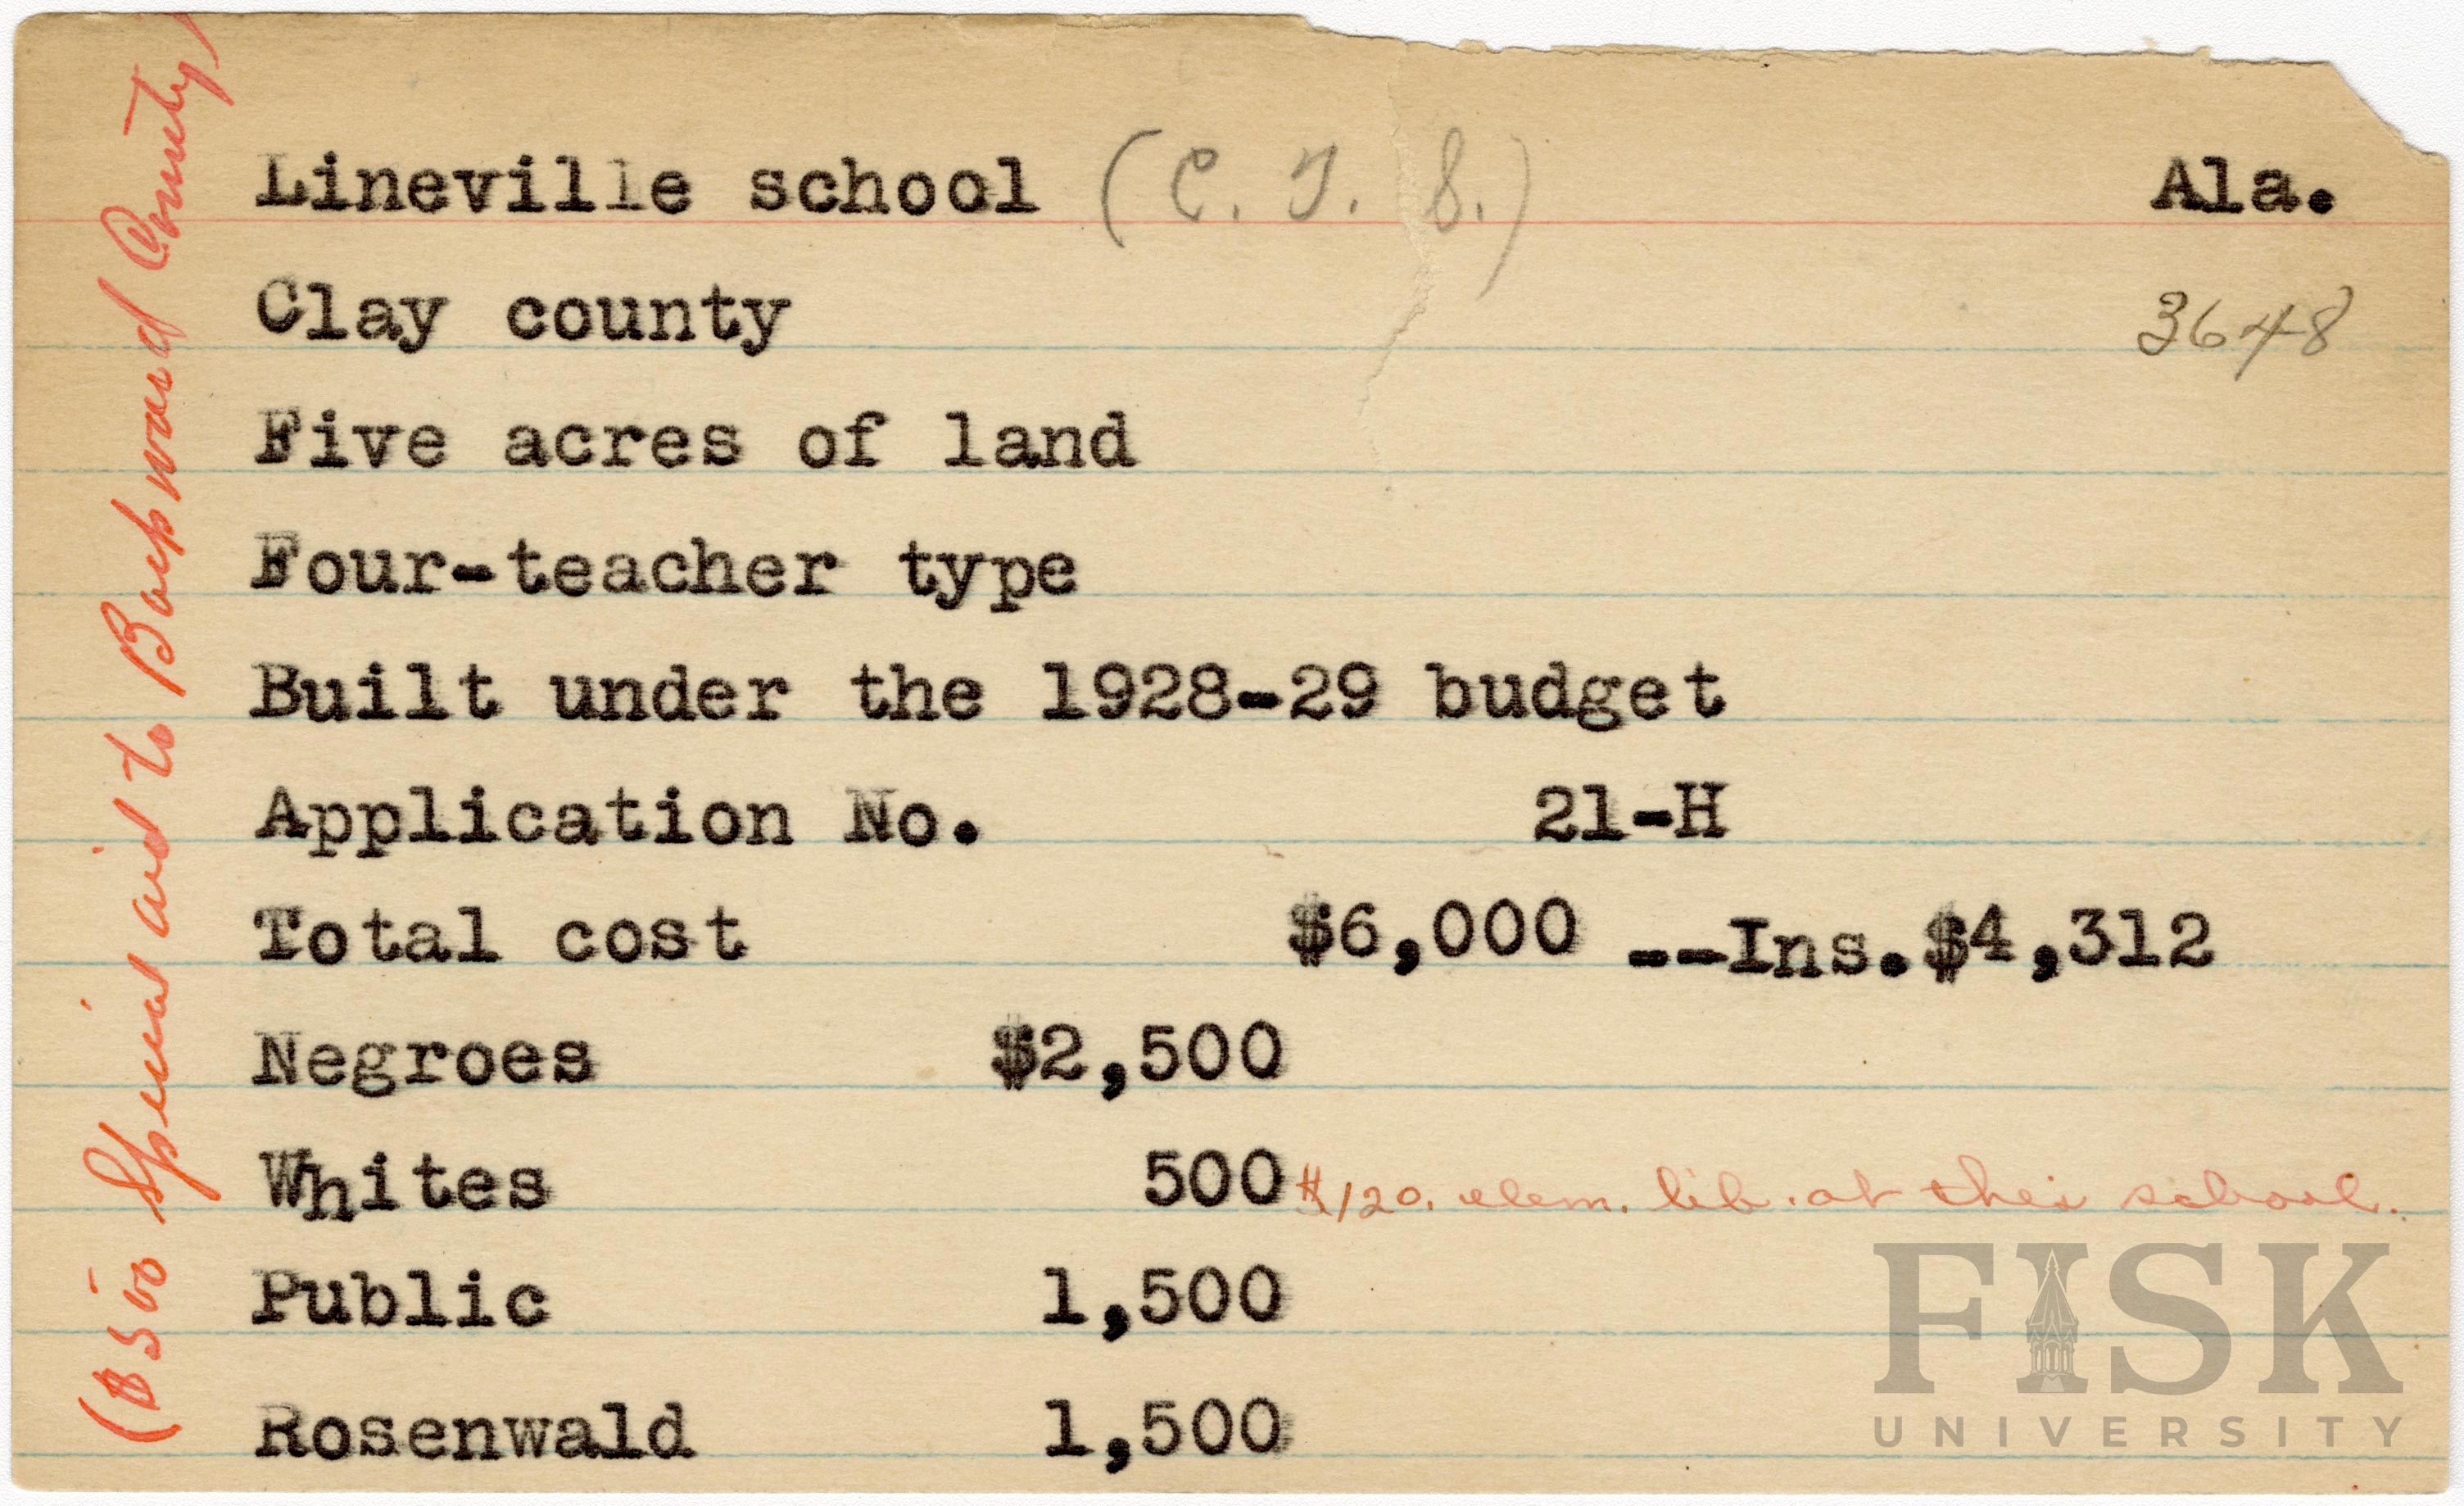 Lineville school (C. T. S.) Ala.
Clay county 3648
Five acres of land
Four-teacher type
Built under the 1928-29 budget
Application No. 21-H
Total cost $6,000 --Ins.$4,312
Negroes $2,500
Whites 500 $120. elem. lib. at this school.
Public 1,500
Rosenwald 1,500
($500 Special aid to Backward County)
FISK
UNIVERSITY